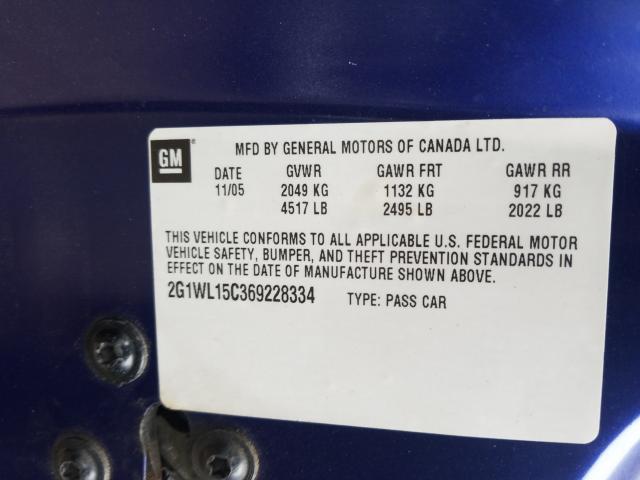 GM
MFD BY GENERAL MOTORS OF CANADA LTD.
DATE GVWR GAWR FRT GAWR RR
11/05 2049 KG 1132 KG 917 KG
4517 LB 2495 LB 2022 LB
THIS VEHICLE CONFORMS TO ALL APPLICABLE U.S. FEDERAL MOTOR
VEHICLE SAFETY, BUMPER, AND THEFT PREVENTION STANDARDS IN
EFFECT ON THE DATE OF MANUFACTURE SHOWN ABOVE.
2G1WL15C369228334 TYPE: PASS CAR